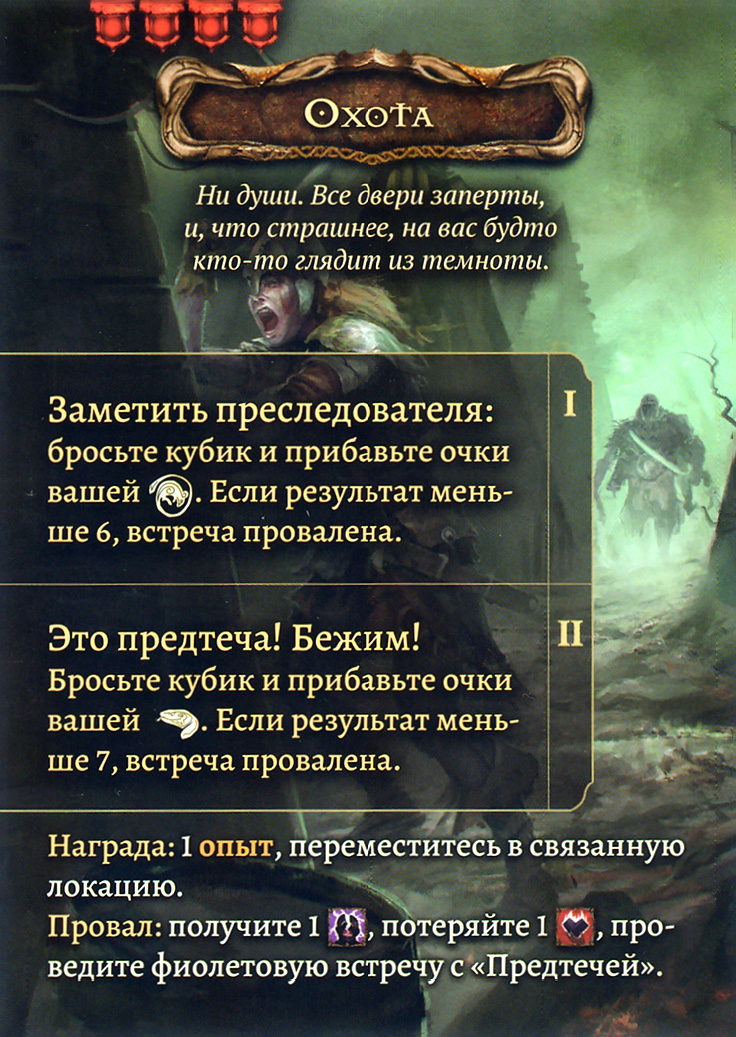 Охота
Ни души. Все двери заперты,
и, что страшнее, на вас будто
кто-то глядит из темноты.
I
Заметить преследователя:
бросьте кубик и прибавьте очки
вашей . Если результат мень-
ше 6, встреча провалена.
II
Это предтеча! Бежим!
Бросьте кубик и прибавьте очки
вашей . Если результат мень-
ше 7, встреча провалена.
Награда: 1 опыт, переместитесь в связанную
локацию.
Провал: получите 1 , потеряйте 1 , про-
ведите фиолетовую встречу с «Предтечей».